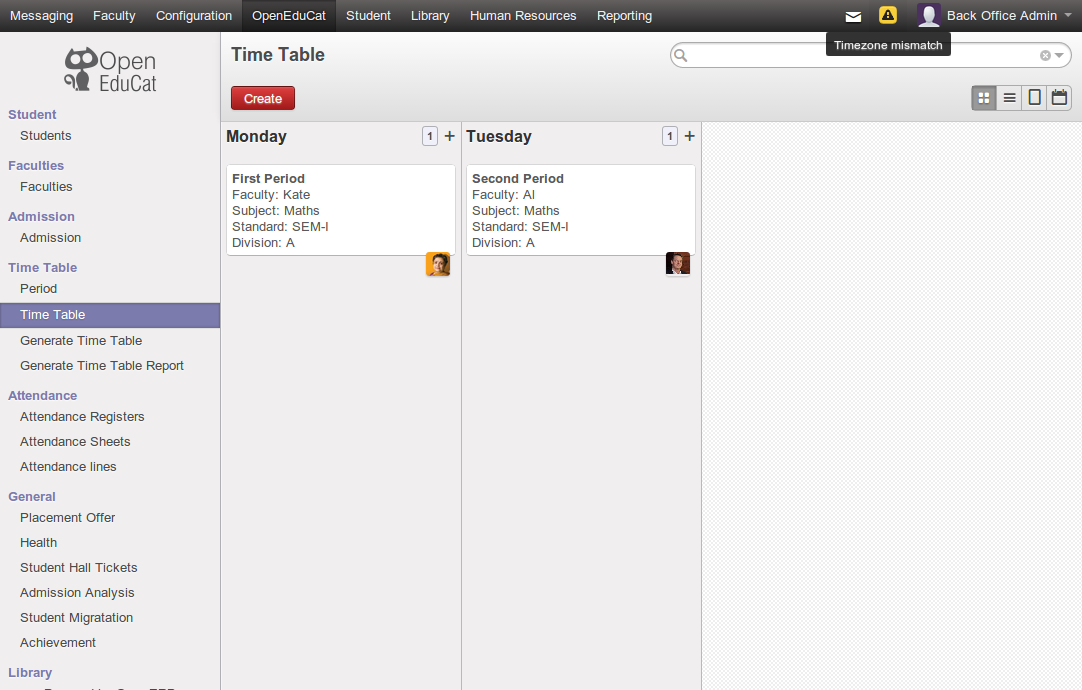 Messaging Faculty Configuration OpenEduCat Student Library Human Resources Reporting Back Office Admin
Timezone mismatch
Open
EduCat
Student
Students
Faculties
Faculties
Admission
Admission
Time Table
Period
Time Table
Generate Time Table
Generate Time Table Report
Attendance
Attendance Registers
Attendance Sheets
Attendance lines
General
Placement Offer
Health
Student Hall Tickets
Admission Analysis
Student Migratation
Achievement
Library
Time Table
Create
Monday 1 +
First Period
Faculty: Kate
Subject: Maths
Standard: SEM-I
Division: A
Tuesday 1 +
Second Period
Faculty: Al
Subject: Maths
Standard: SEM-I
Division: A